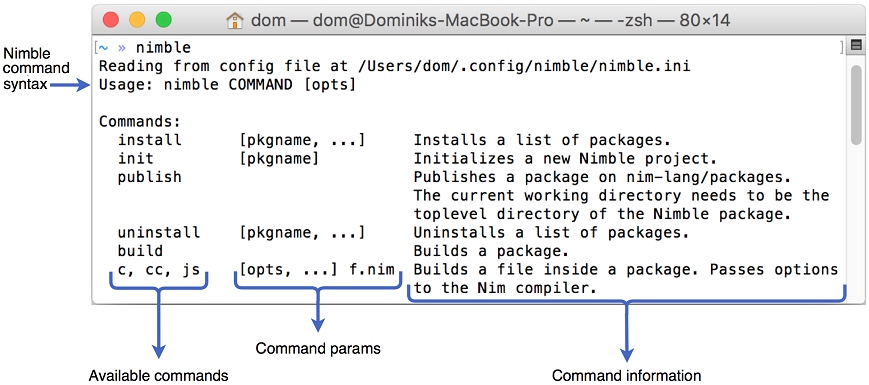 dom — dom@Dominiks-MacBook-Pro — ~ — -zsh — 80×14
[~ » nimble ]
Reading from config file at /Users/dom/.config/nimble/nimble.ini
Usage: nimble COMMAND [opts]
Nimble
command
syntax
Commands:
install [pkgname, ...] Installs a list of packages.
init [pkgname] Initializes a new Nimble project.
publish Publishes a package on nim-lang/packages.
The current working directory needs to be the
toplevel directory of the Nimble package.
uninstall [pkgname, ...] Uninstalls a list of packages.
build Builds a package.
c, cc, js [opts, ...] f.nim Builds a file inside a package. Passes options
to the Nim compiler.
Command params
Available commands
Command information